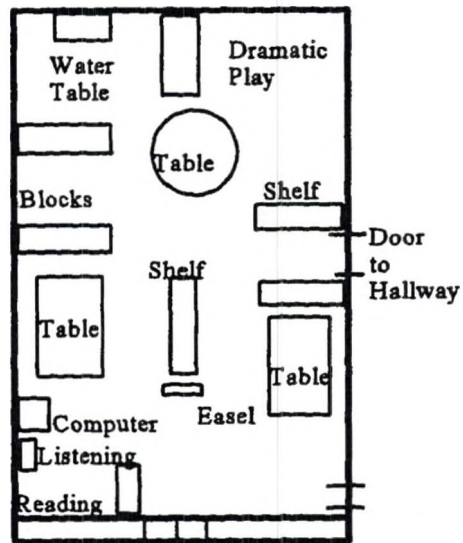 Water
Table
Dramatic
Play
Table
Blocks
Shelf
Door
to
Hallway
Shelf
Table
Table
Computer
Easel
Listening
Reading